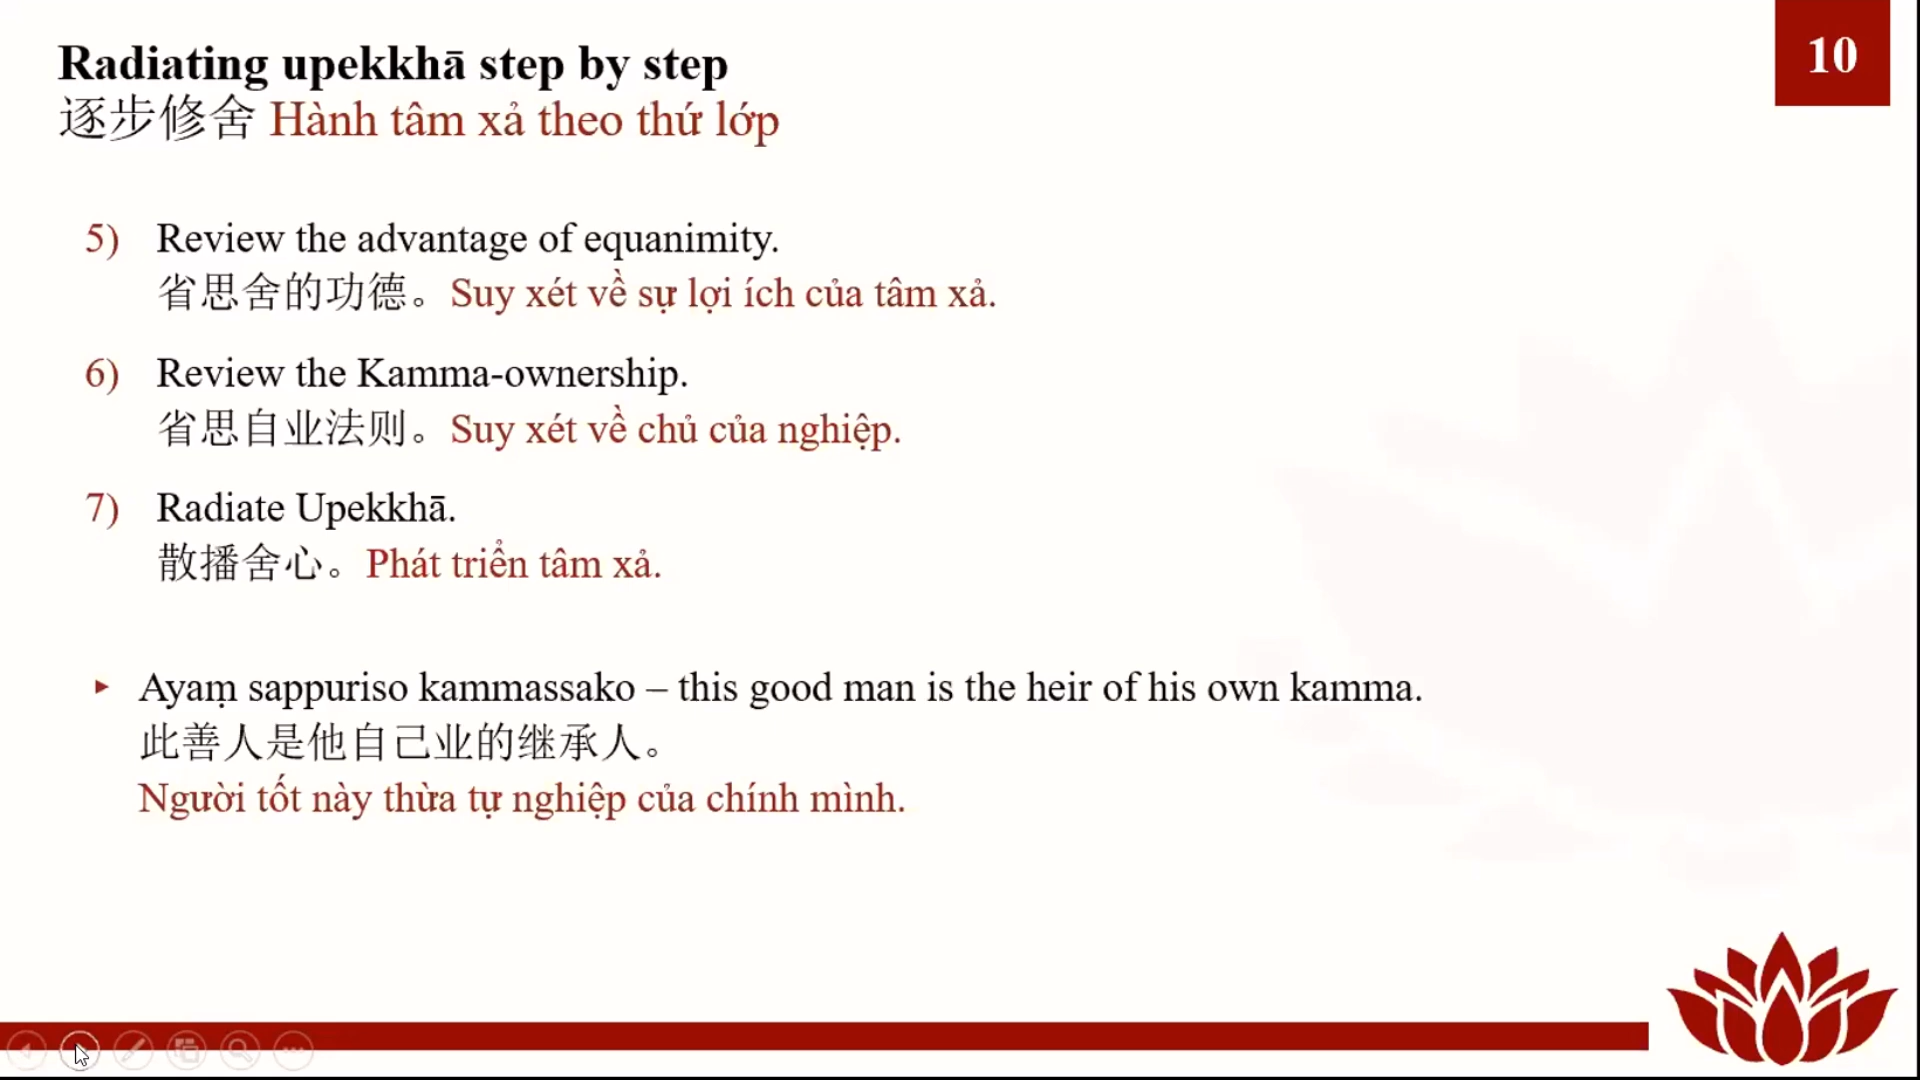 10
Radiating upekkhā step by step
逐步修舍 Hành tâm xả theo thứ lớp
5) Review the advantage of equanimity.
省思舍的功德。Suy xét về sự lợi ích của tâm xả.
6) Review the Kamma-ownership.
省思自业法则。Suy xét về chủ của nghiệp.
7) Radiate Upekkhā.
散播舍心。Phát triển tâm xả.
‣ Ayaṃ sappuriso kammassako – this good man is the heir of his own kamma.
此善人是他自己业的继承人。
Người tốt này thừa tự nghiệp của chính mình.